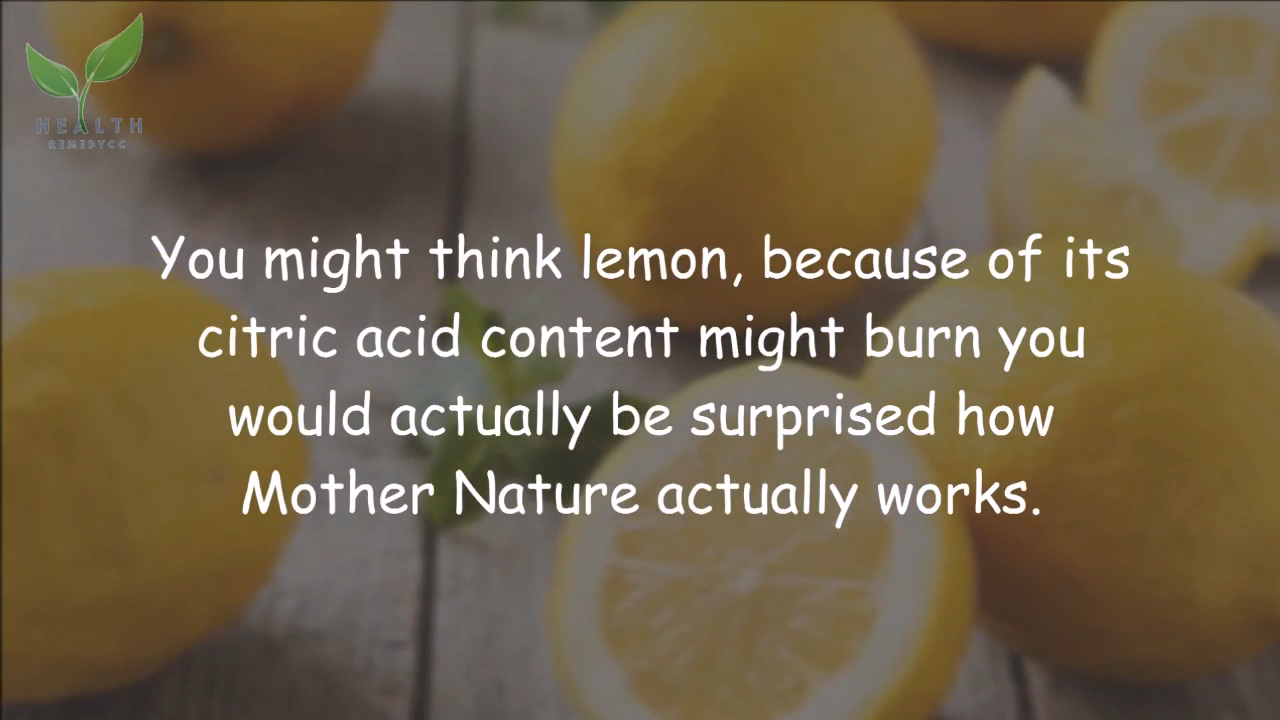 HEALTH
REMEDYCC
You might think lemon, because of its
citric acid content might burn you
would actually be surprised how
Mother Nature actually works.